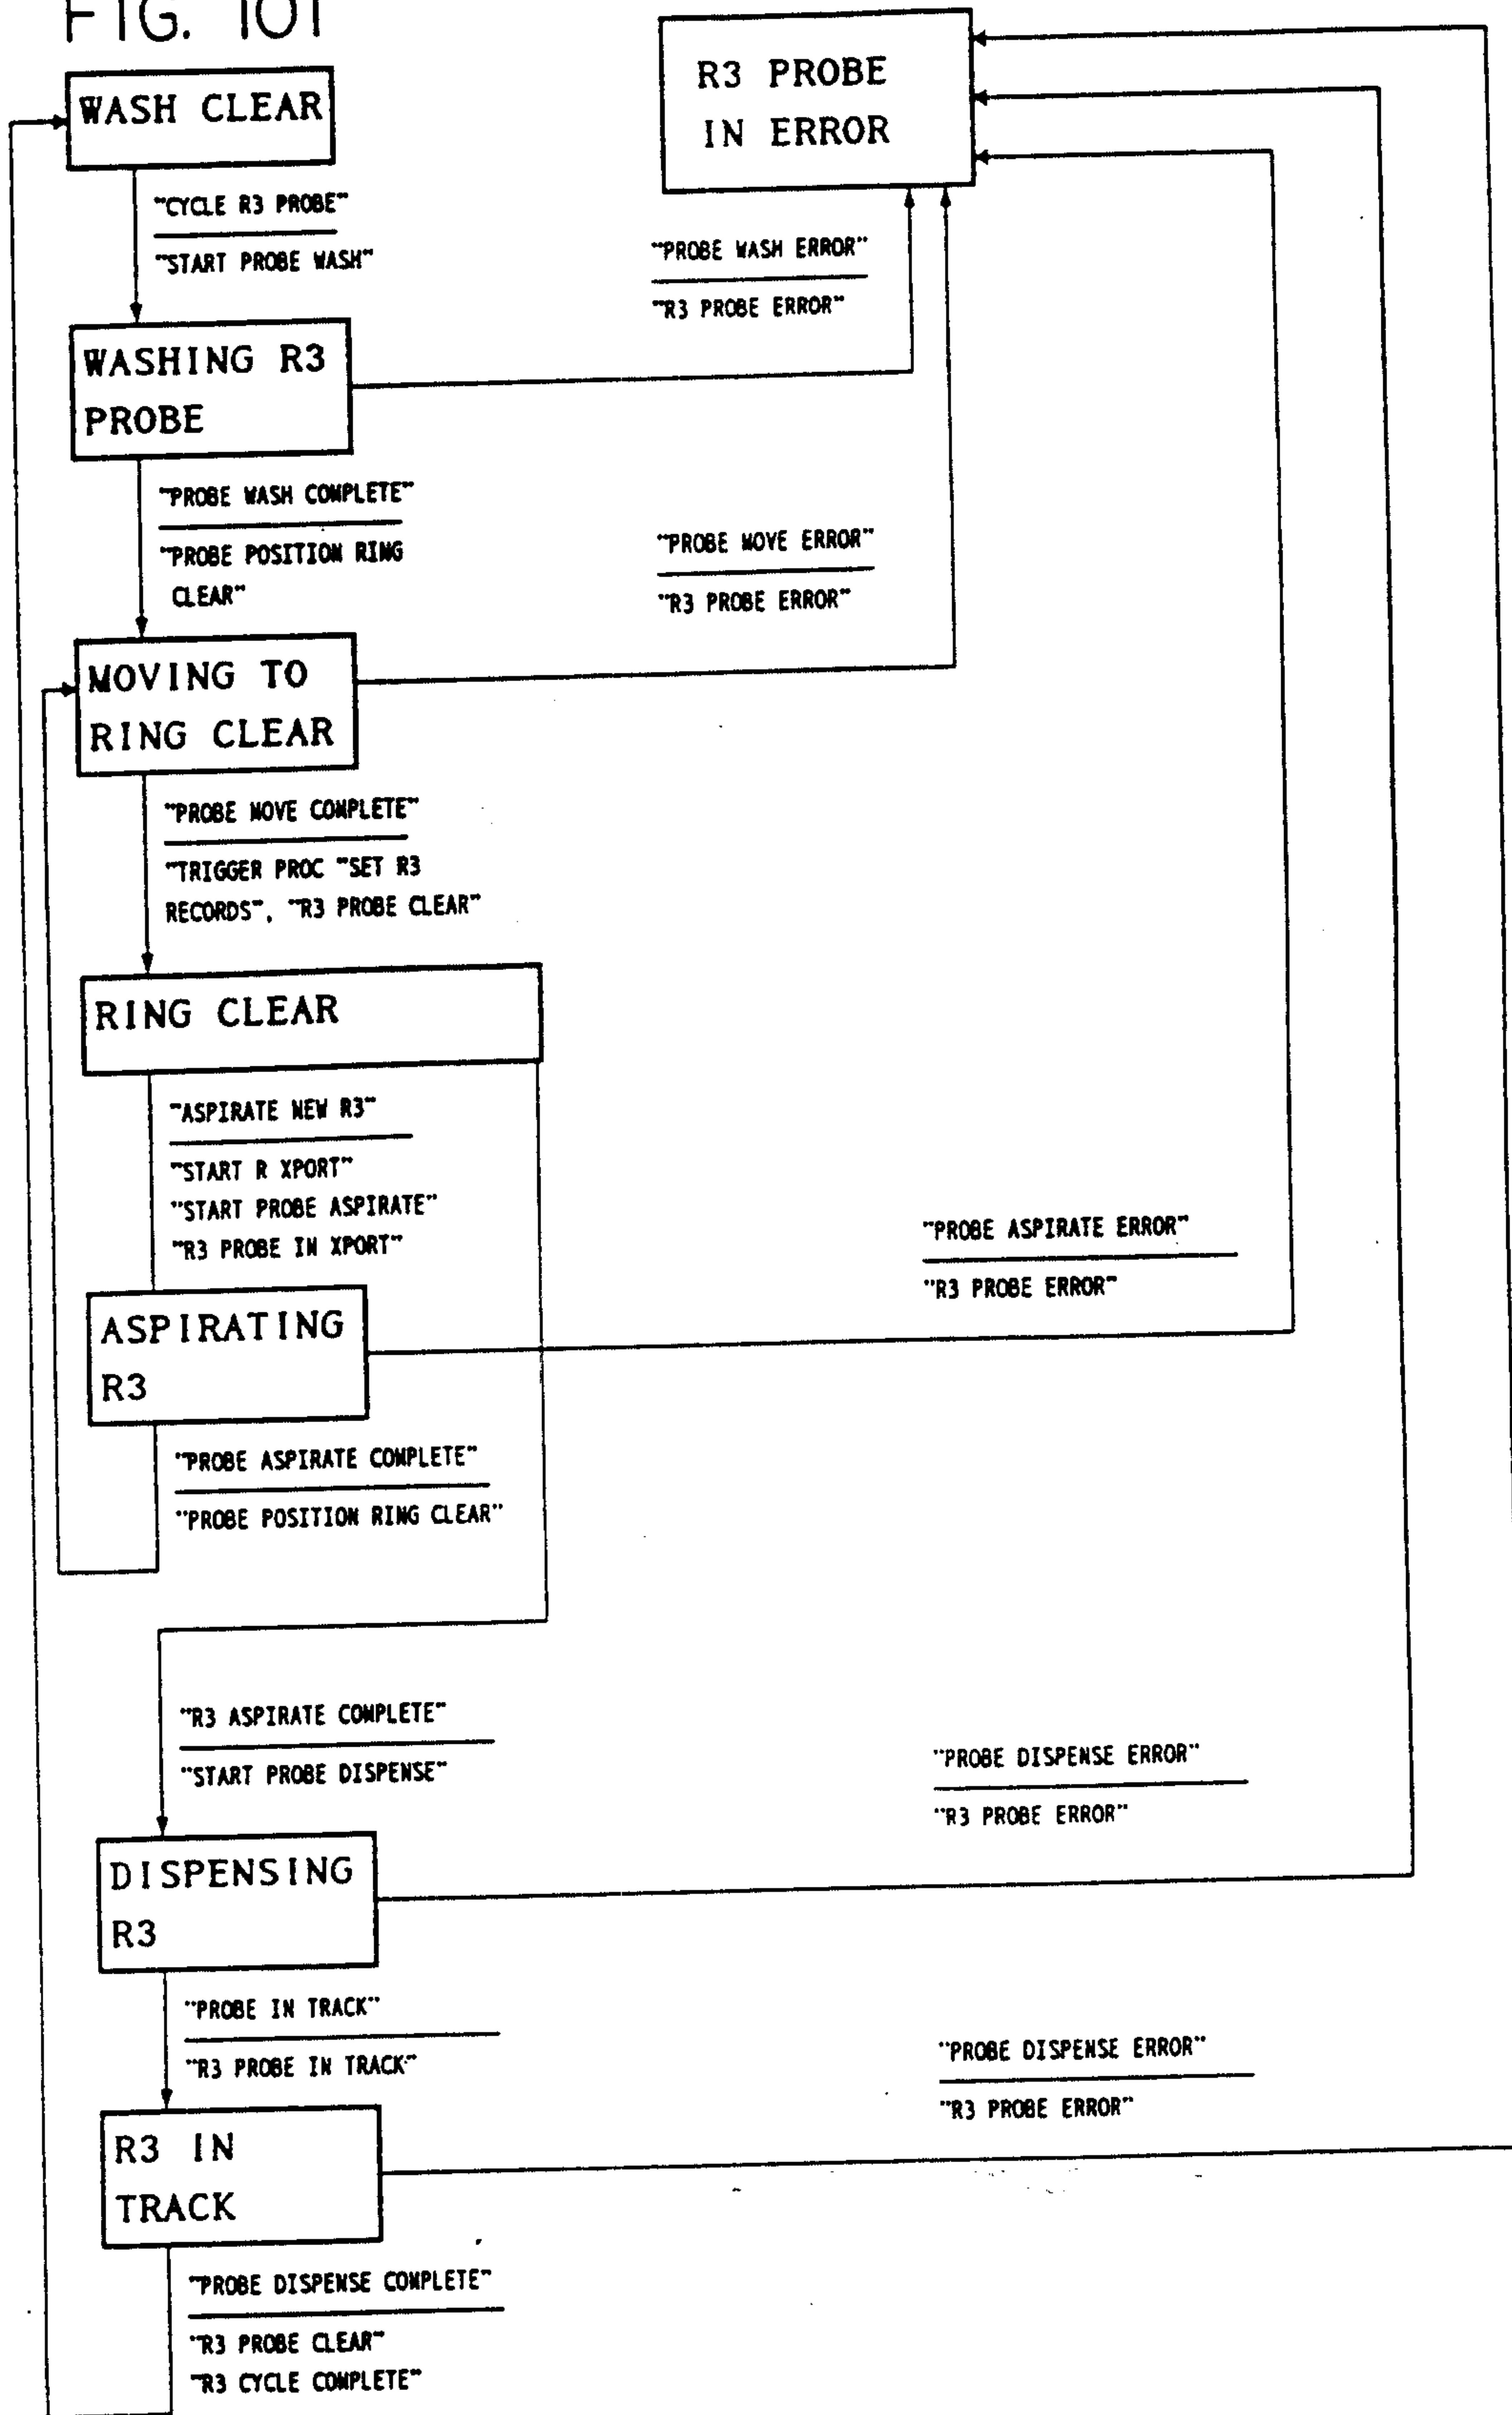 FIG. 101
WASH CLEAR
"CYCLE R3 PROBE"
"START PROBE WASH"
R3 PROBE
IN ERROR
"PROBE WASH ERROR"
"R3 PROBE ERROR"
WASHING R3
PROBE
"PROBE WASH COMPLETE"
"PROBE POSITION RING
CLEAR"
"PROBE MOVE ERROR"
"R3 PROBE ERROR"
MOVING TO
RING CLEAR
"PROBE MOVE COMPLETE"
"TRIGGER PROC "SET R3
RECORDS", "R3 PROBE CLEAR"
RING CLEAR
"ASPIRATE NEW R3"
"START R XPORT"
"START PROBE ASPIRATE"
"R3 PROBE IN XPORT"
"PROBE ASPIRATE ERROR"
"R3 PROBE ERROR"
ASPIRATING
R3
"PROBE ASPIRATE COMPLETE"
"PROBE POSITION RING CLEAR"
"R3 ASPIRATE COMPLETE"
"START PROBE DISPENSE"
"PROBE DISPENSE ERROR"
"R3 PROBE ERROR"
DISPENSING
R3
"PROBE IN TRACK"
"R3 PROBE IN TRACK"
"PROBE DISPENSE ERROR"
"R3 PROBE ERROR"
R3 IN
TRACK
"PROBE DISPENSE COMPLETE"
"R3 PROBE CLEAR"
"R3 CYCLE COMPLETE"